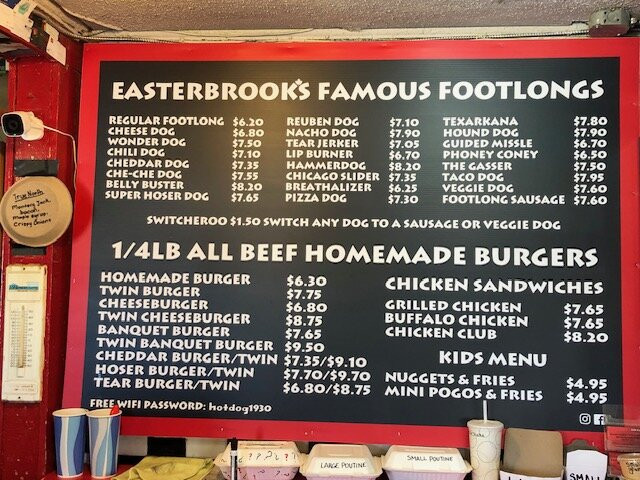 EASTERBROOK'S FAMOUS FOOTLONGS
REGULAR FOOTLONG $6.20
CHEESE DOG $6.80
WONDER DOG $7.50
CHILI DOG $7.10
CHEDDAR DOG $7.35
CHE-CHE DOG $7.55
BELLY BUSTER $8.20
SUPER HOSER DOG $7.65
REUBEN DOG $7.10
NACHO DOG $7.90
TEAR JERKER $7.05
LIP BURNER $6.70
HAMMERDOG $8.20
CHICAGO SLIDER $7.35
BREATHALIZER $6.25
PIZZA DOG $7.30
TEXARKANA $7.80
HOUND DOG $7.90
GUIDED MISSLE $6.70
PHONEY CONEY $6.50
THE GASSER $7.50
TACO DOG $7.95
VEGGIE DOG $7.60
FOOTLONG SAUSAGE $7.60
SWITCHEROO $1.50 SWITCH ANY DOG TO A SAUSAGE OR VEGGIE DOG
1/4LB ALL BEEF HOMEMADE BURGERS
HOMEMADE BURGER $6.30
TWIN BURGER $7.75
CHEESEBURGER $6.80
TWIN CHEESEBURGER $8.75
BANQUET BURGER $7.65
TWIN BANQUET BURGER $9.50
CHEDDAR BURGER/TWIN $7.35/$9.10
HOSER BURGER/TWIN $7.70/$9.70
TEAR BURGER/TWIN $6.80/$8.75
CHICKEN SANDWICHES
GRILLED CHICKEN $7.65
BUFFALO CHICKEN $7.65
CHICKEN CLUB $8.20
KIDS MENU
NUGGETS & FRIES $4.95
MINI POGOS & FRIES $4.95
FREE WIFI PASSWORD: hotdog1930
True North
Montery Jack,
bacon,
Maple syrup,
Crispy Onions
LARGE POUTINE
SMALL POUTINE
SMALL